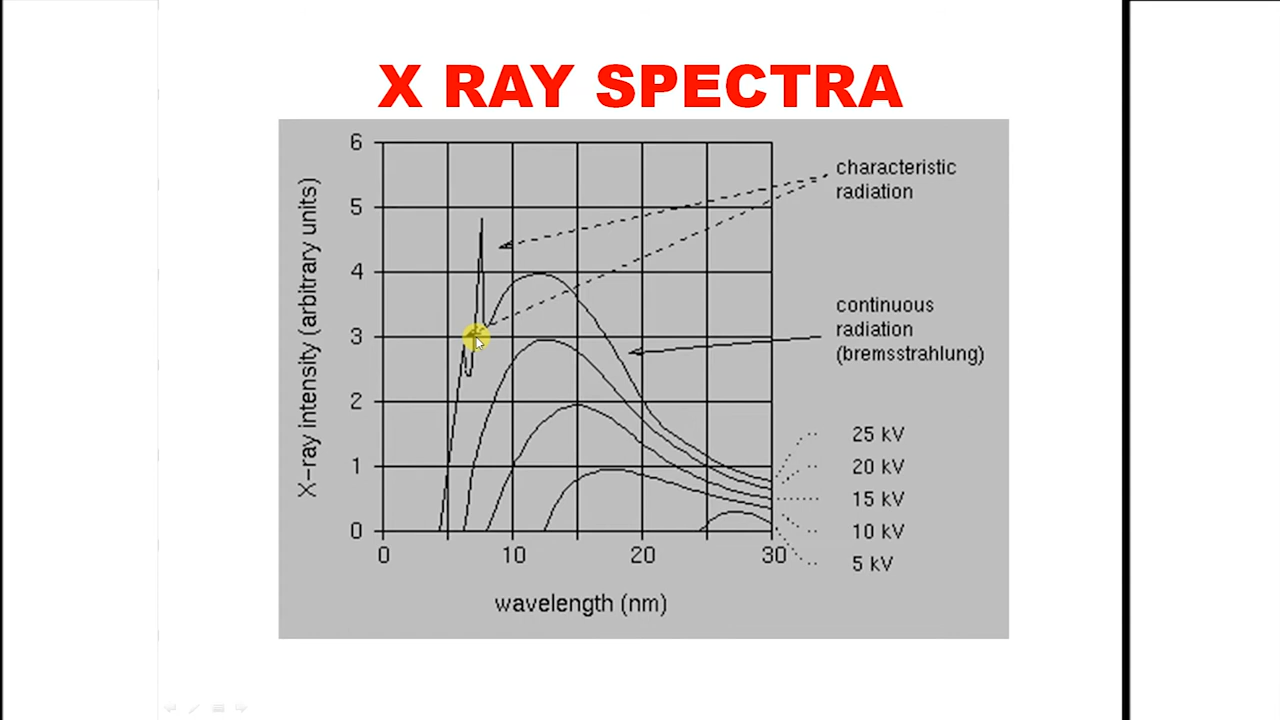 X RAY SPECTRA
6
5
4
3
2
1
0
X-ray intensity (arbitrary units)
0
10
20
30
wavelength (nm)
characteristic
radiation
continuous
radiation
(bremsstrahlung)
25 kV
20 kV
15 kV
10 kV
5 kV